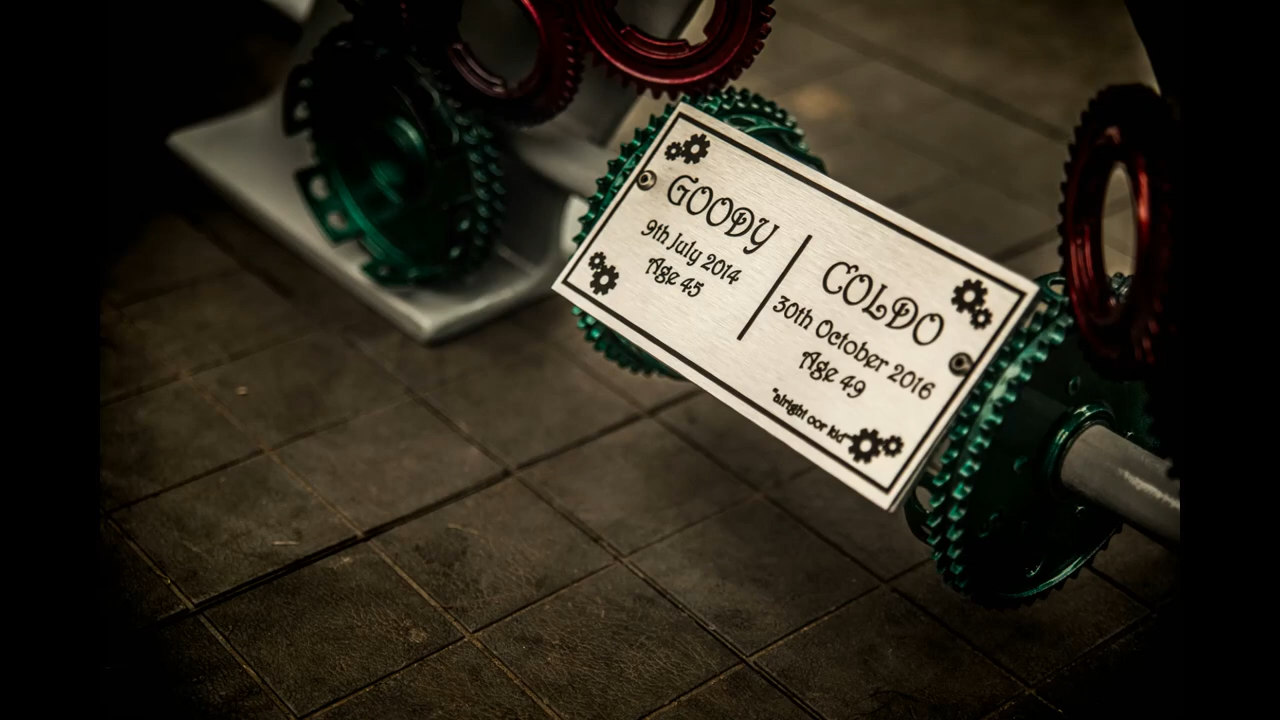 GOODY
9th July 2014
Age 45
COLDO
30th October 2016
Age 49
"alright oor kid"